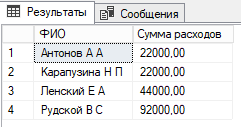 Результаты Сообщения
ФИО Сумма расходов
1 Антонов А А 22000,00
2 Карапузина Н П 22000,00
3 Ленский Е А 44000,00
4 Рудской В С 92000,00